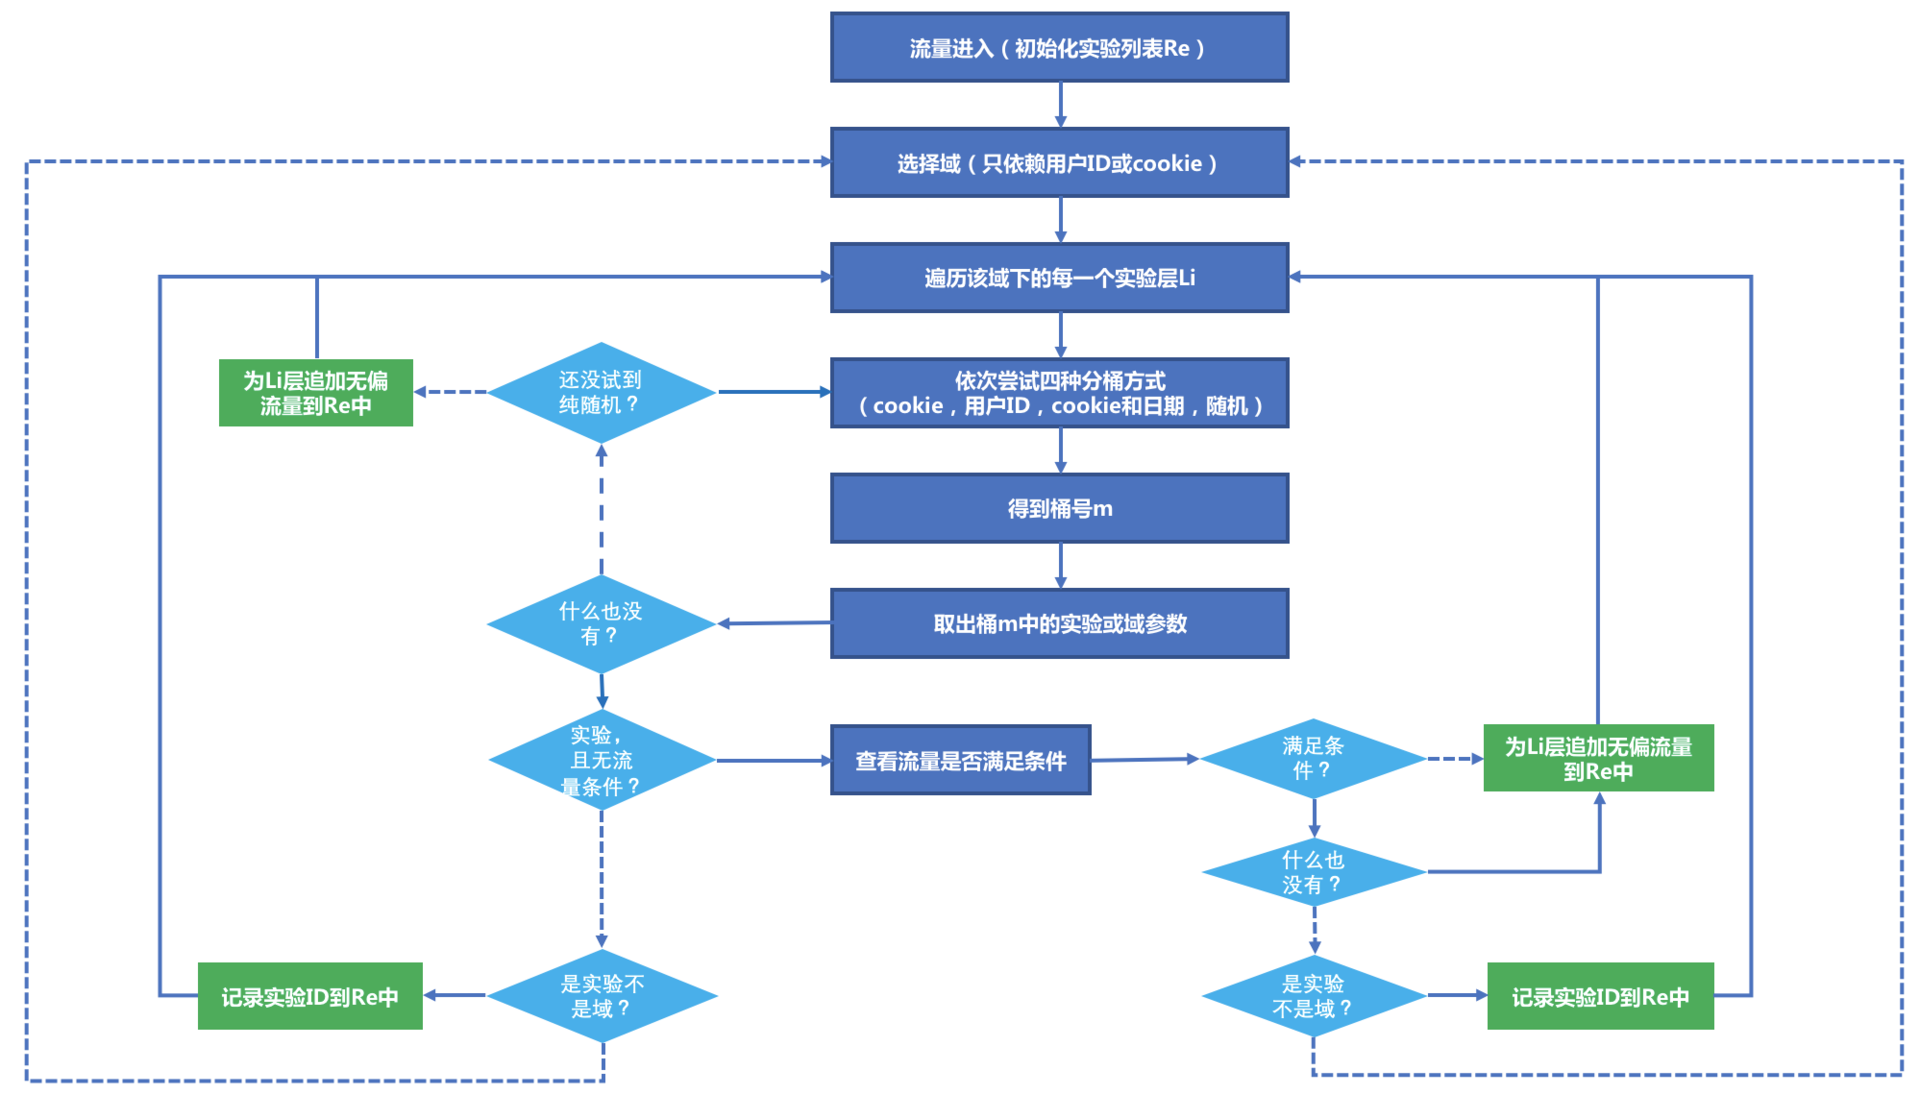 流量进入（初始化实验列表Re）
选择域（只依赖用户ID或cookie）
遍历该域下的每一个实验层Li
为Li层追加无偏
流量到Re中
还没试到
纯随机？
依次尝试四种分桶方式
（cookie，用户ID，cookie和日期，随机）
得到桶号m
什么也没
有？
取出桶m中的实验或域参数
实验，
且无流
量条件？
查看流量是否满足条件
满足条
件？
为Li层追加无偏流量
到Re中
什么也
没有？
记录实验ID到Re中
是实验不
是域？
是实验
不是域？
记录实验ID到Re中